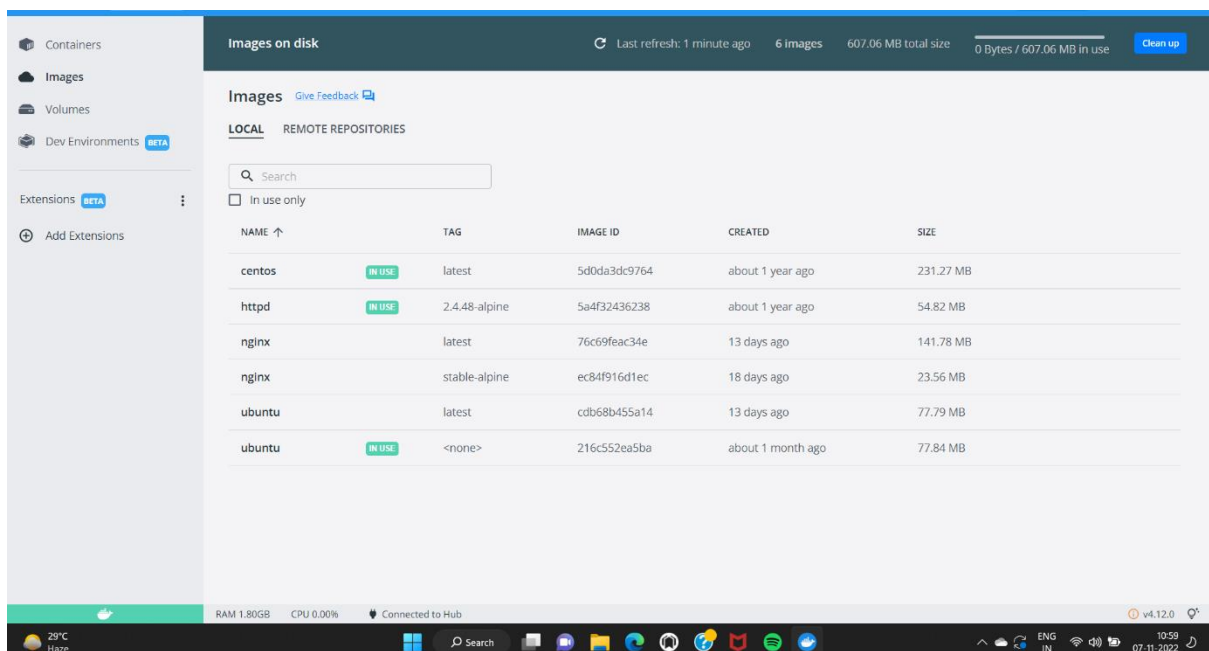 Containers
Images
Volumes
Dev Environments BETA
Extensions BETA
Add Extensions
Images on disk
Last refresh: 1 minute ago
6 images
607.06 MB total size
0 Bytes / 607.06 MB in use
Clean up
Images Give Feedback
LOCAL REMOTE REPOSITORIES
Search
In use only
NAME TAG IMAGE ID CREATED SIZE
centos IN USE latest 5d0da3dc9764 about 1 year ago 231.27 MB
httpd IN USE 2.4.48-alpine 5a4f32436238 about 1 year ago 54.82 MB
nginx latest 76c69feac34e 13 days ago 141.78 MB
nginx stable-alpine ec84f916d1ec 18 days ago 23.56 MB
ubuntu latest cdb68b455a14 13 days ago 77.79 MB
ubuntu IN USE <none> 216c552ea5ba about 1 month ago 77.84 MB
RAM 1.80GB CPU 0.00% Connected to Hub v4.12.0
29°C
Haze
Search
ENG
IN
10:59
07-11-2022